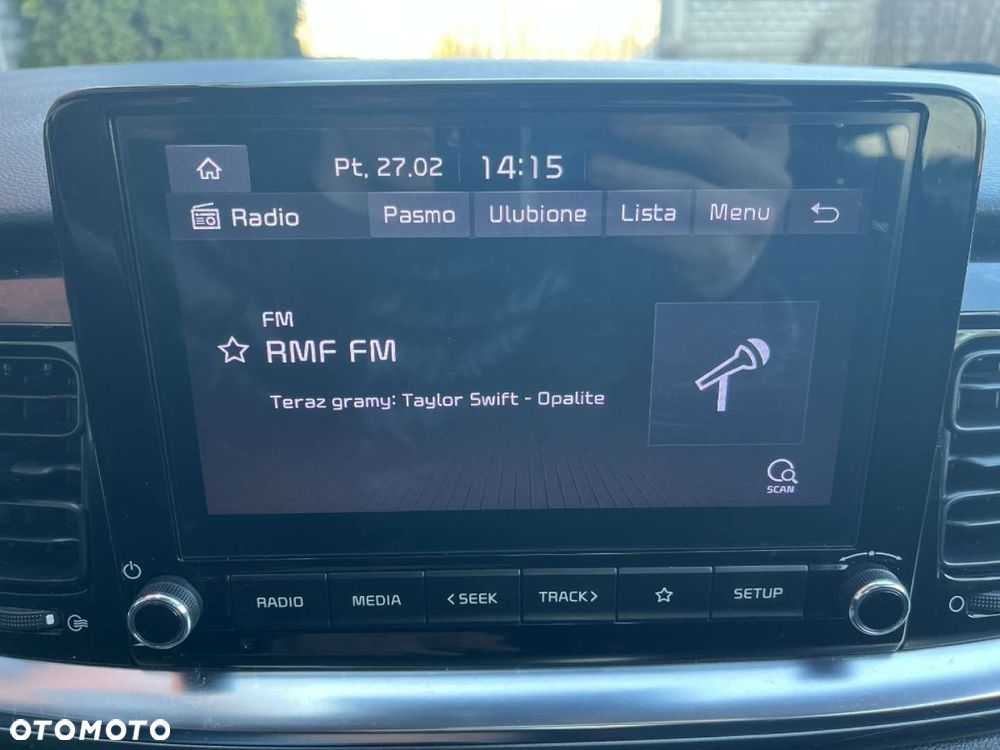 Pt, 27.02 14:15
Radio Pasmo Ulubione Lista Menu
FM
RMF FM
Teraz gramy: Taylor Swift - Opalite
SCAN
RADIO MEDIA <SEEK TRACK> SETUP
OTOMOTO